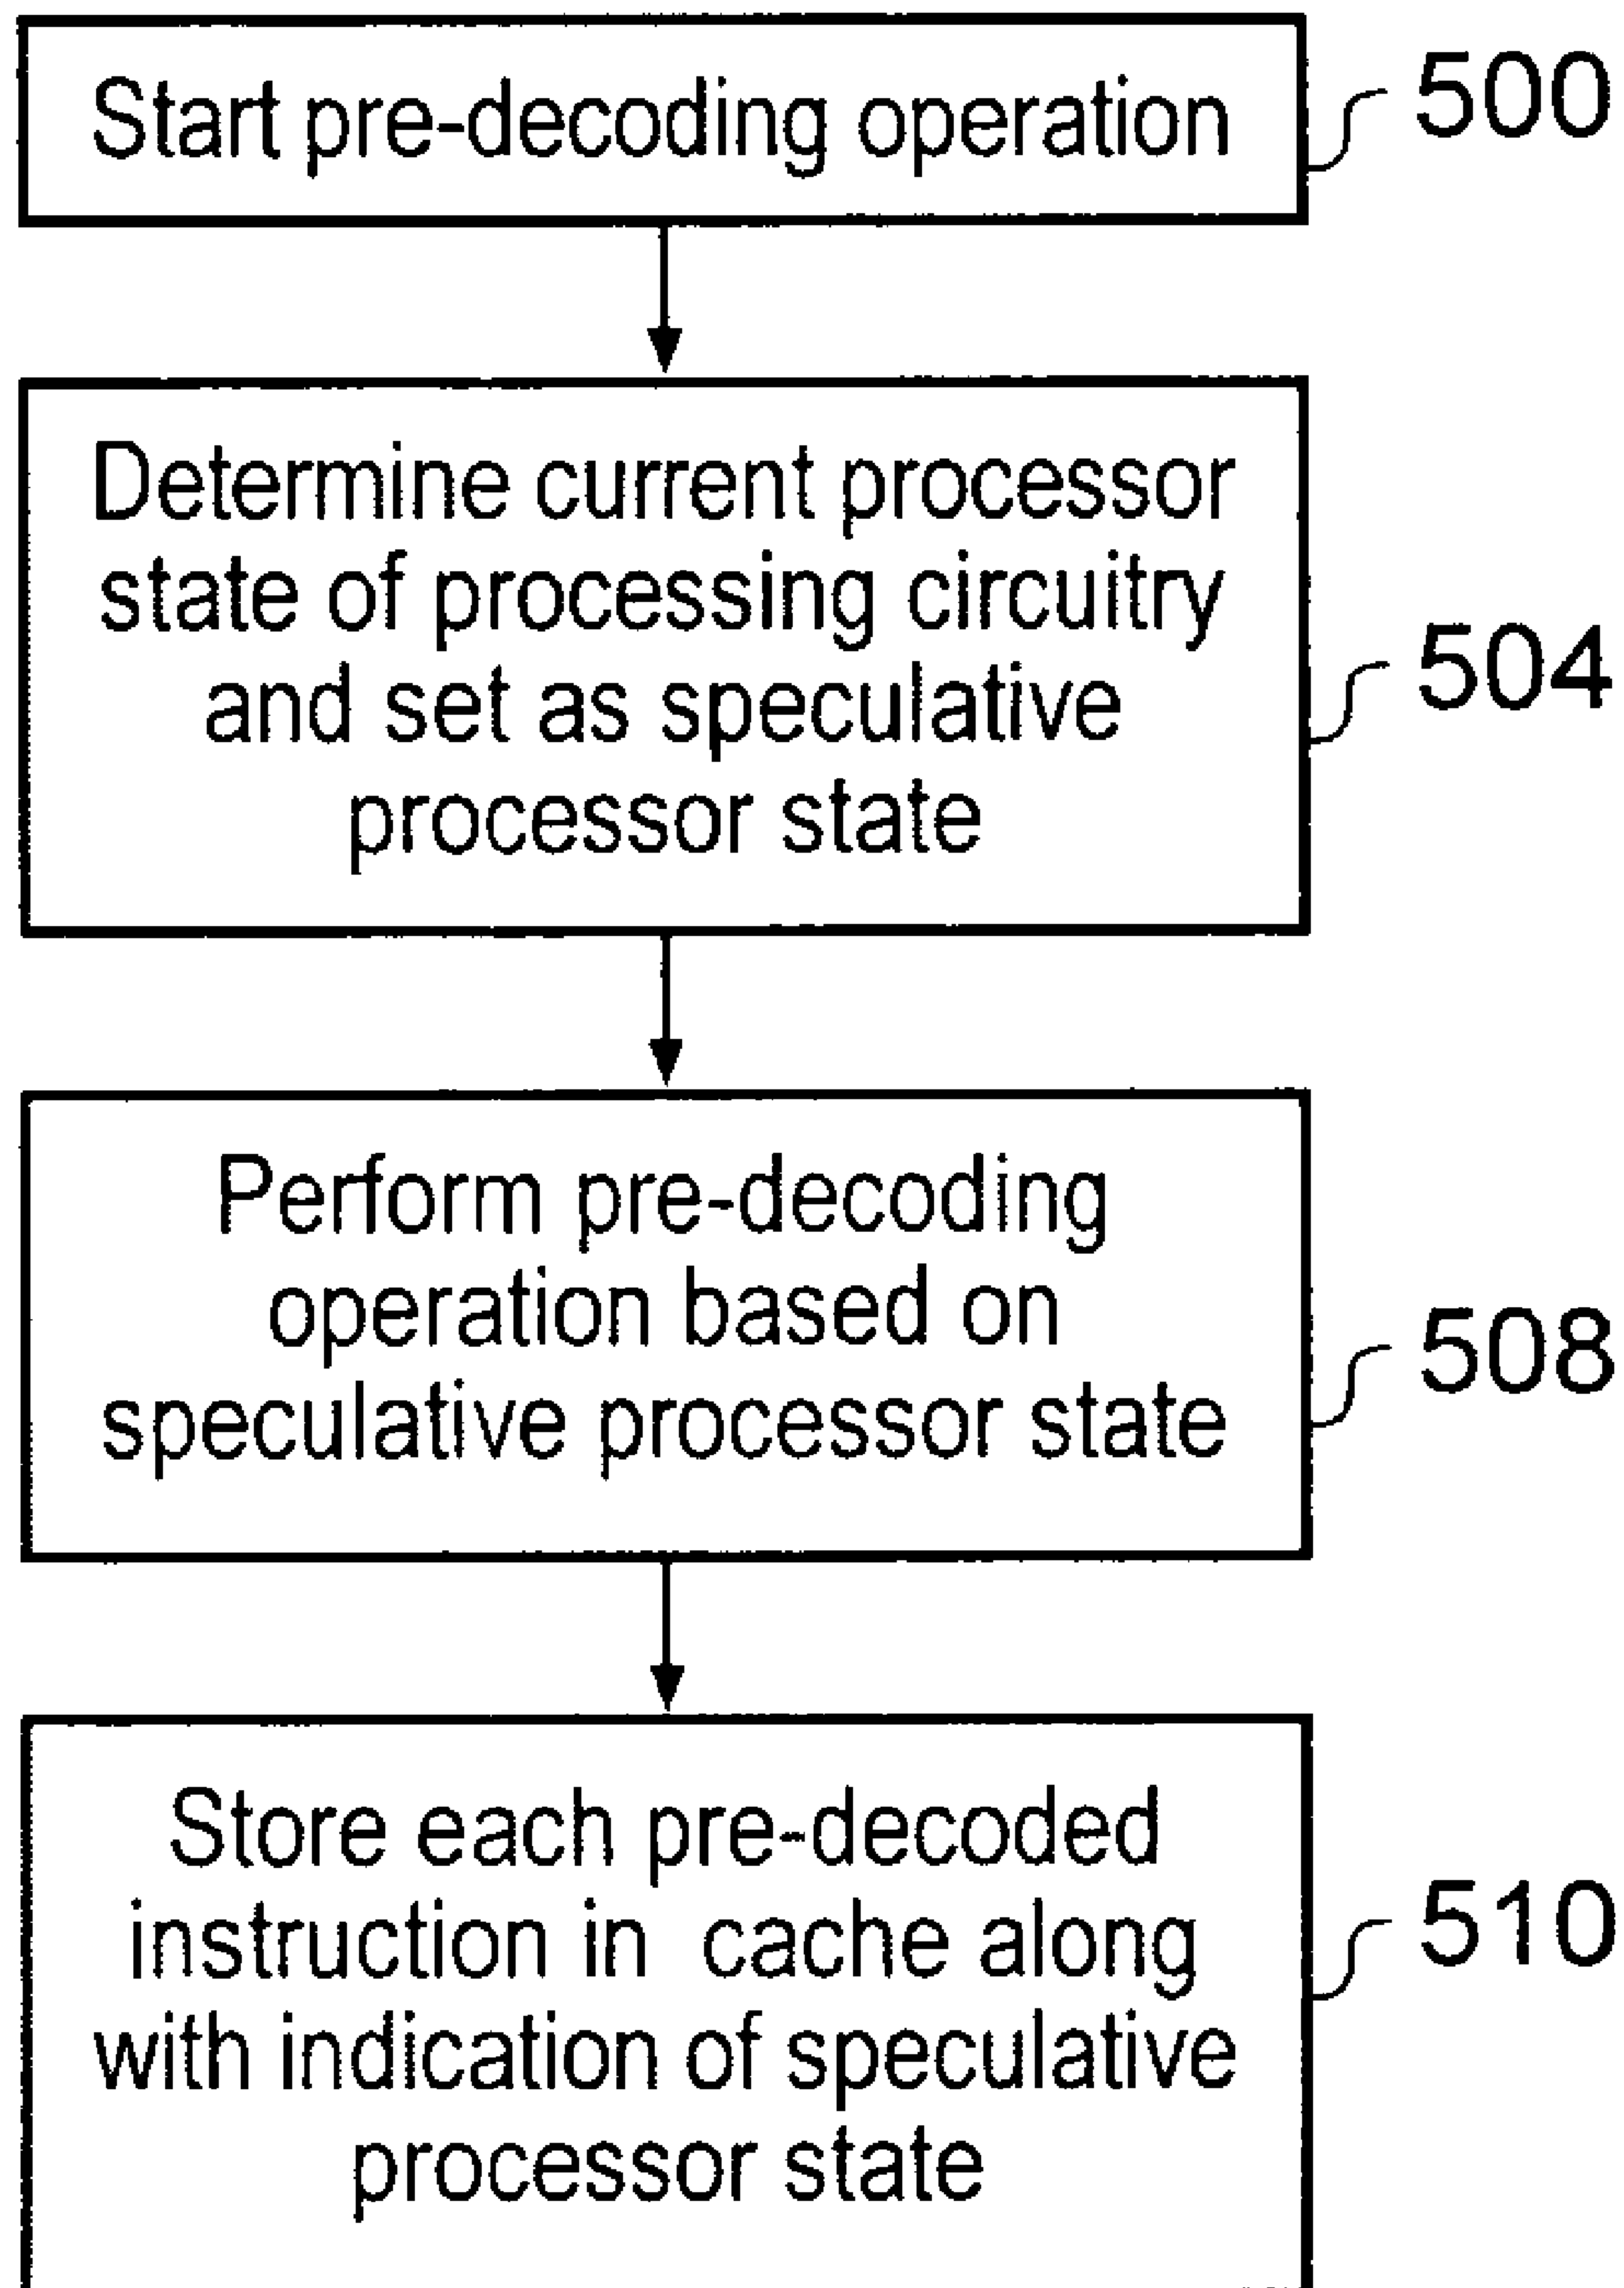 Start pre-decoding operation
500
Determine current processor
state of processing circuitry
and set as speculative
processor state
504
Perform pre-decoding
operation based on
speculative processor state
508
Store each pre-decoded
instruction in cache along
with indication of speculative
processor state
510